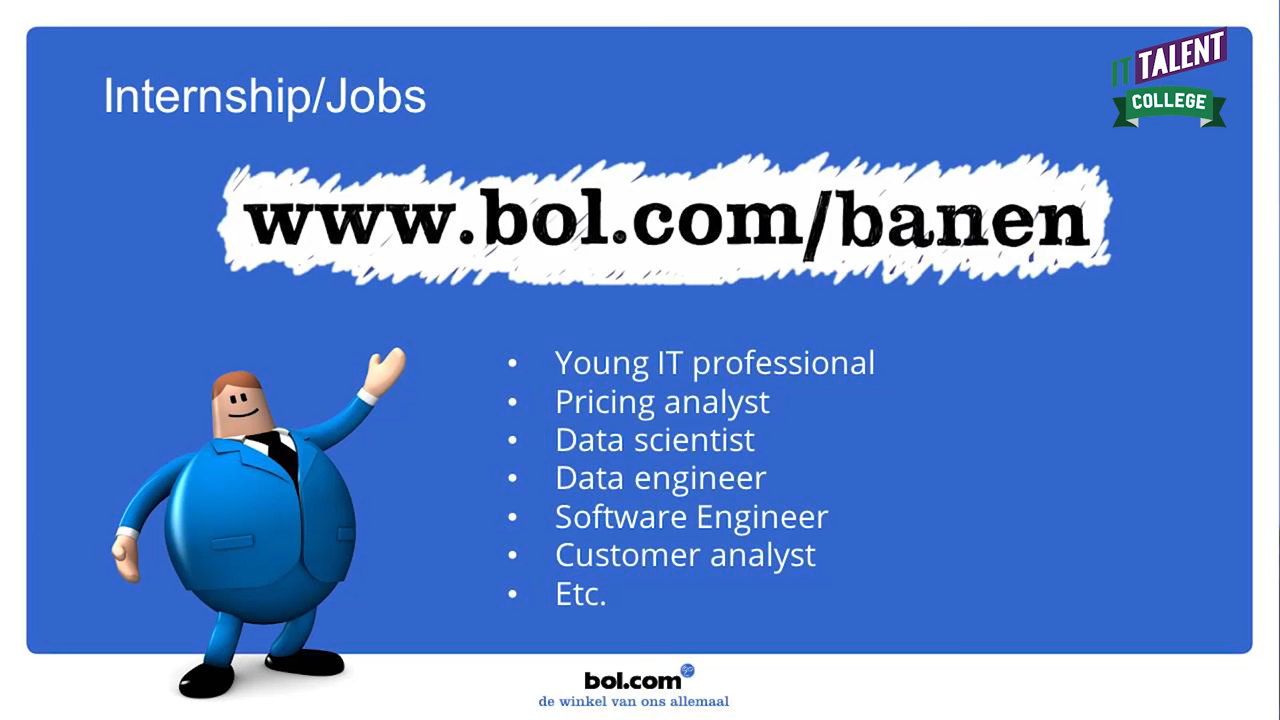 IT TALENT
COLLEGE
Internship/Jobs
www.bol.com/banen
• Young IT professional
• Pricing analyst
• Data scientist
• Data engineer
• Software Engineer
• Customer analyst
• Etc.
bol.com
de winkel van ons allemaal